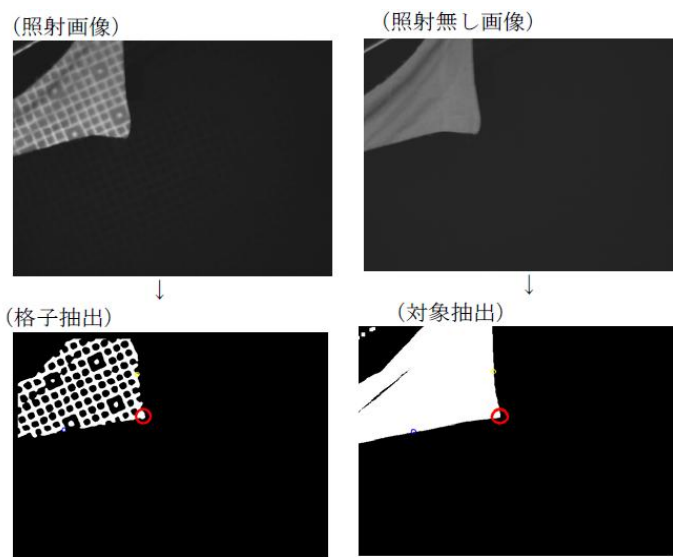 (照射画像)
(照射無し画像)
↓
↓
(格子抽出)
(対象抽出)